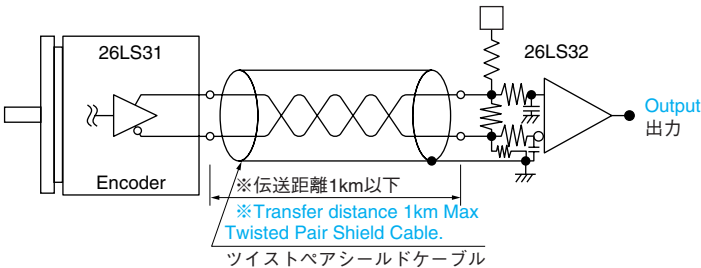 26LS31
26LS32
Output
出力
Encoder
※伝送距離1km以下
※Transfer distance 1km Max
Twisted Pair Shield Cable.
ツイストペアシールドケーブル